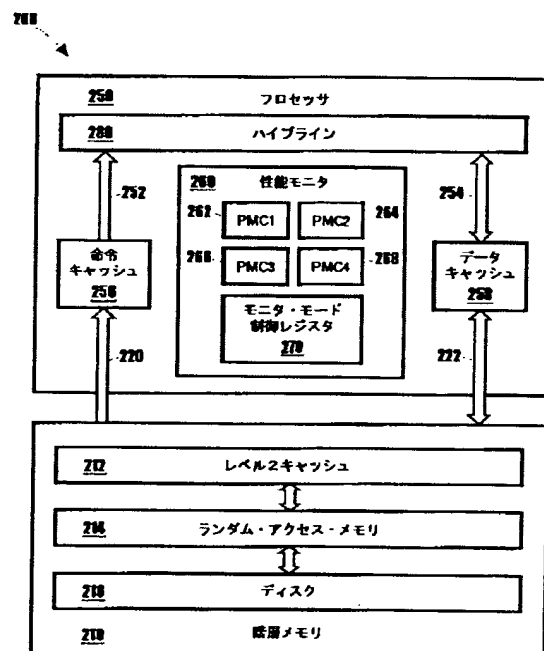 200
250 フロセッサ
280 ハイプライン
252
260 性能モニタ
254
262 PMC1 PMC2 264
266 PMC3 PMC4 268
命令
キャッシュ
256
データ
キャッシュ
258
モニタ・モード
制御レジスタ
270
220
222
212 レベル2キャッシュ
214 ランダム・アクセス・メモリ
216 ディスク
210 階層メモリ